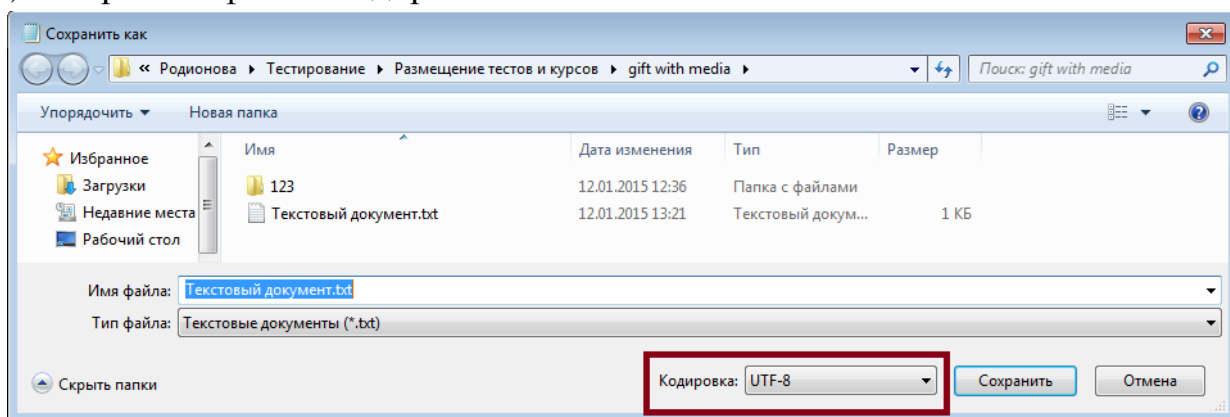 Сохранить как
« Родионова ▸ Тестирование ▸ Размещение тестов и курсов ▸ gift with media ▸ Поиск: gift with media
Упорядочить Новая папка
Избранное
Загрузки
Недавние места
Рабочий стол
Имя Дата изменения Тип Размер
123 12.01.2015 12:36 Папка с файлами
Текстовый документ.txt 12.01.2015 13:21 Текстовый докум... 1 КБ
Имя файла: Текстовый документ.txt
Тип файла: Текстовые документы (*.txt)
Скрыть папки Кодировка: UTF-8 Сохранить Отмена